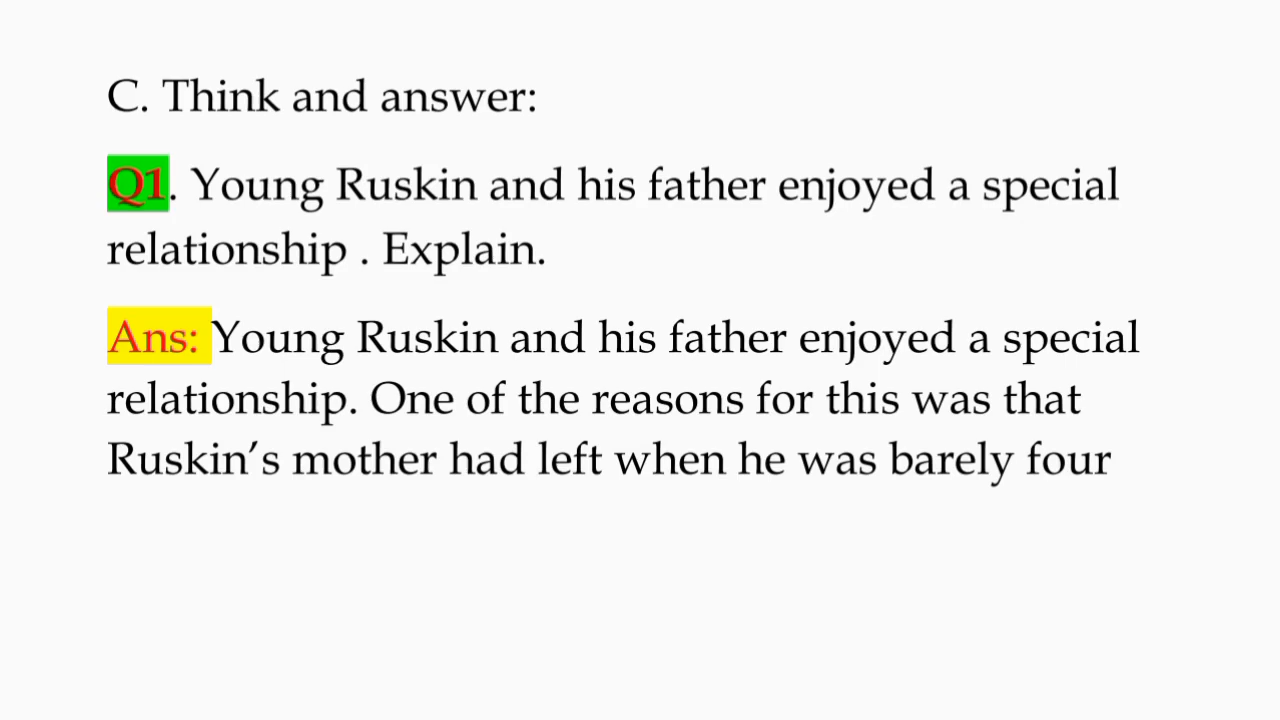 C. Think and answer:
Q1. Young Ruskin and his father enjoyed a special
relationship . Explain.
Ans: Young Ruskin and his father enjoyed a special
relationship. One of the reasons for this was that
Ruskin’s mother had left when he was barely four